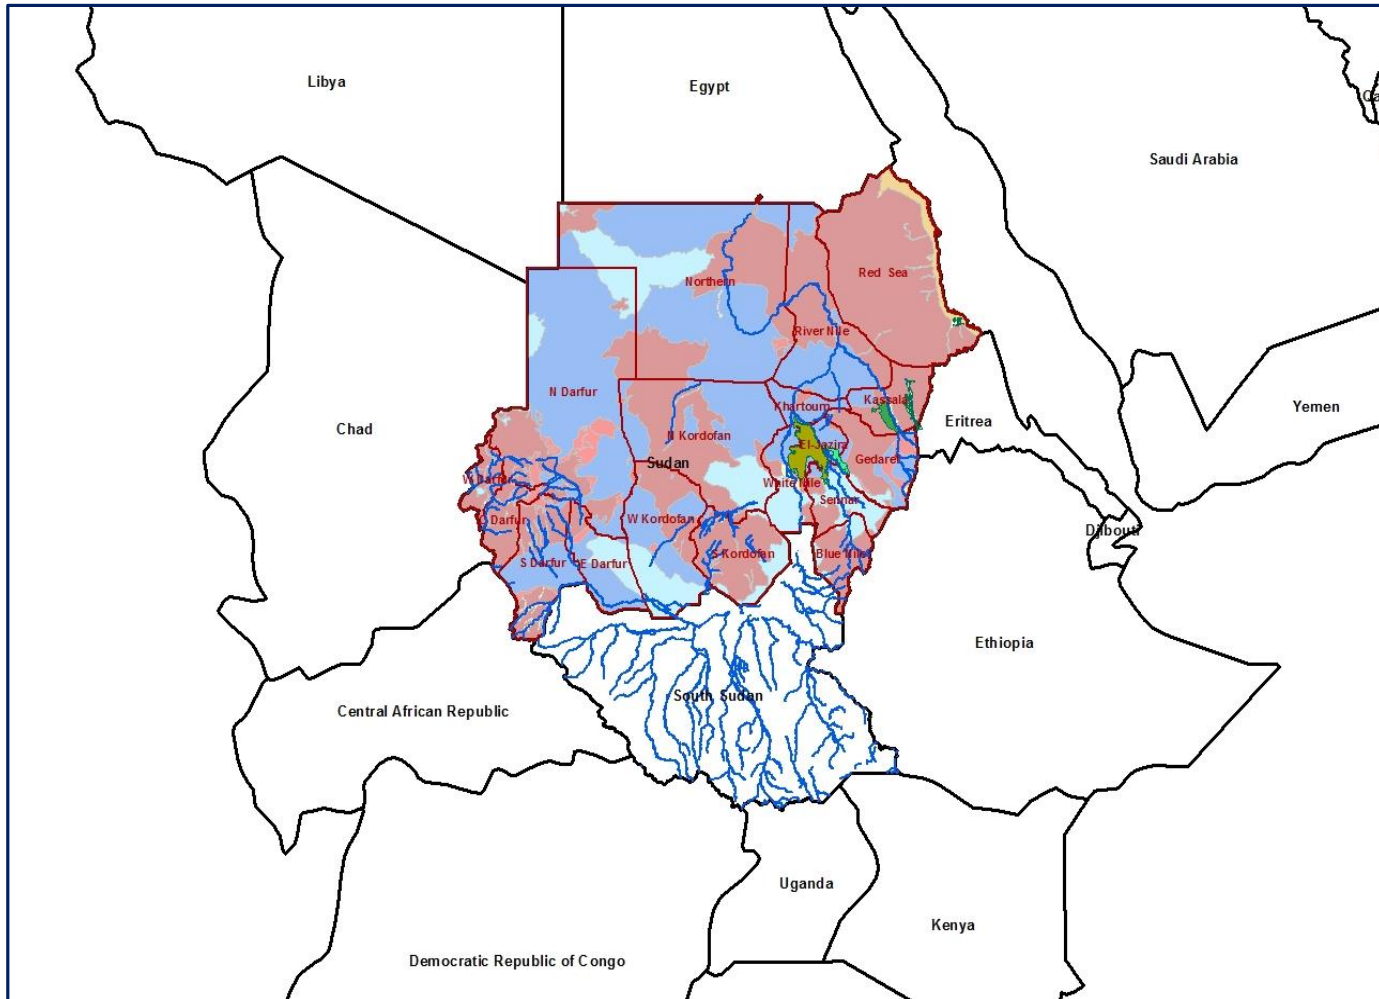 Libya
Egypt
Qa
Saudi Arabia
Red Sea
Northern
River Nile
N Darfur
Kassala
Khartoum
Yemen
Eritrea
Chad
N Kordofan
El-Jazira
Sudan
Gedaref
White Nile
W Darfur
Sennar
Darfur
W Kordofan
Djibouti
S Kordofan
Blue Nile
S Darfur
E Darfur
Ethiopia
South Sudan
Central African Republic
Uganda
Kenya
Democratic Republic of Congo